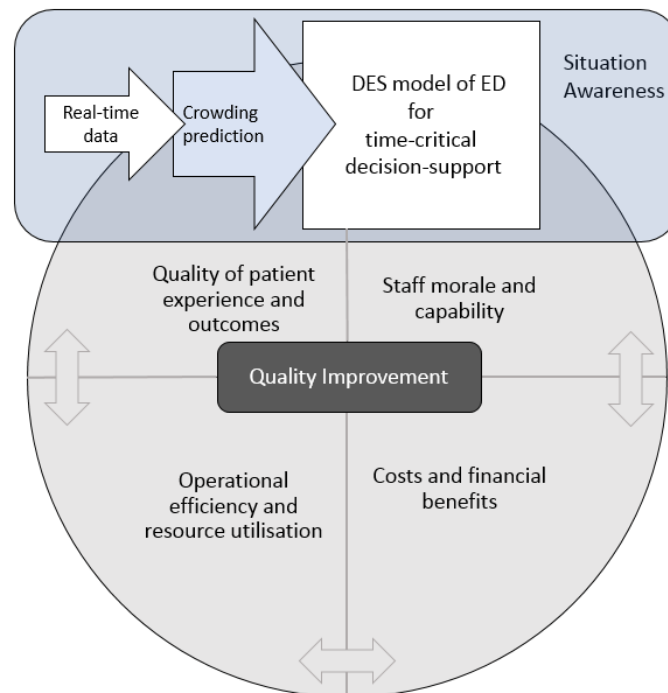 Real-time
data
Crowding
prediction
DES model of ED
for
time-critical
decision-support
Situation
Awareness
Quality of patient
experience and
outcomes
Staff morale and
capability
Quality Improvement
Operational
efficiency and
resource utilisation
Costs and financial
benefits